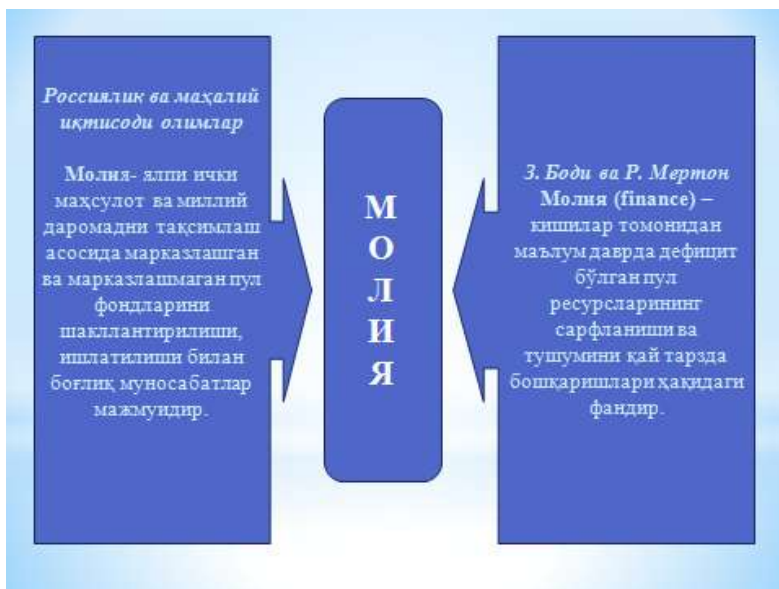 Россиялик ва маҳалий
иқтисоди олимлар
Молия- ялпи ички
маҳсулот ва миллий
даромадни тақсимлаш
асосида марказлашган
ва марказлашмаган пул
фондларини
шакллантирилиши,
ишлатилиши билан
боғлиқ муносабатлар
мажмуидир.
М
О
Л
И
Я
З. Боди ва Р. Мертон
Молия (finance) –
кишилар томонидан
маълум даврда дефицит
бўлган пул
ресурсларининг
сарфланиши ва
тушумини қай тарзда
бошқаришлари ҳақидаги
фандир.